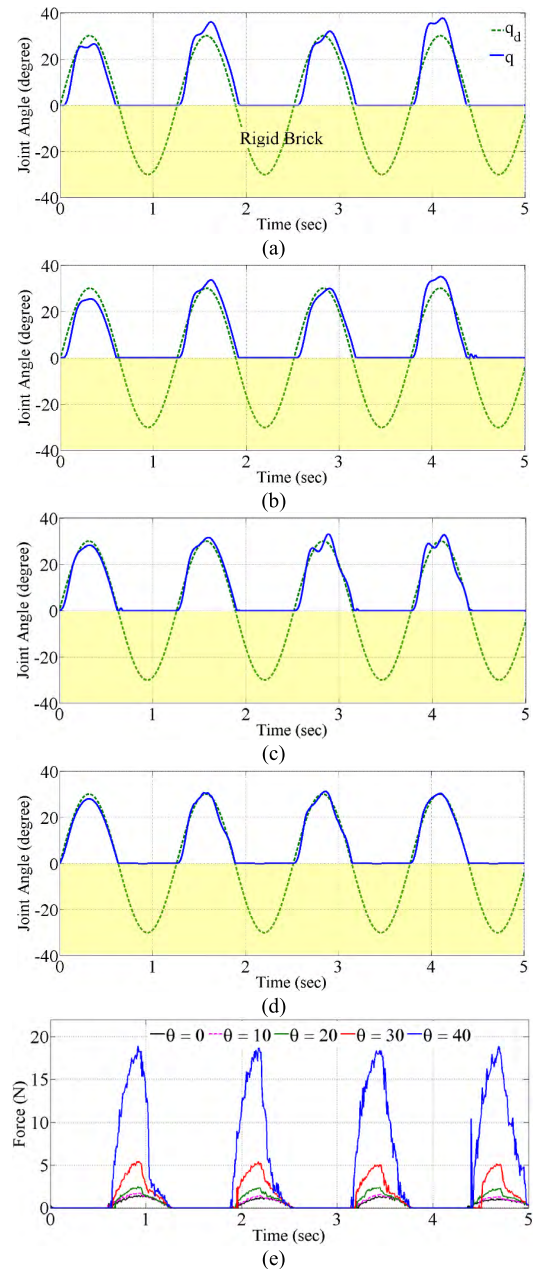 40
20
0
-20
-40
Joint Angle (degree)
q_d
q
Rigid Brick
0 1 2 3 4 5
Time (sec)
(a)
40
20
0
-20
-40
Joint Angle (degree)
0 1 2 3 4 5
Time (sec)
(b)
40
20
0
-20
-40
Joint Angle (degree)
0 1 2 3 4 5
Time (sec)
(c)
40
20
0
-20
-40
Joint Angle (degree)
0 1 2 3 4 5
Time (sec)
(d)
20
15
10
5
0
Force (N)
θ = 0 θ = 10 θ = 20 θ = 30 θ = 40
1 2 3 4 5
Time (sec)
(e)